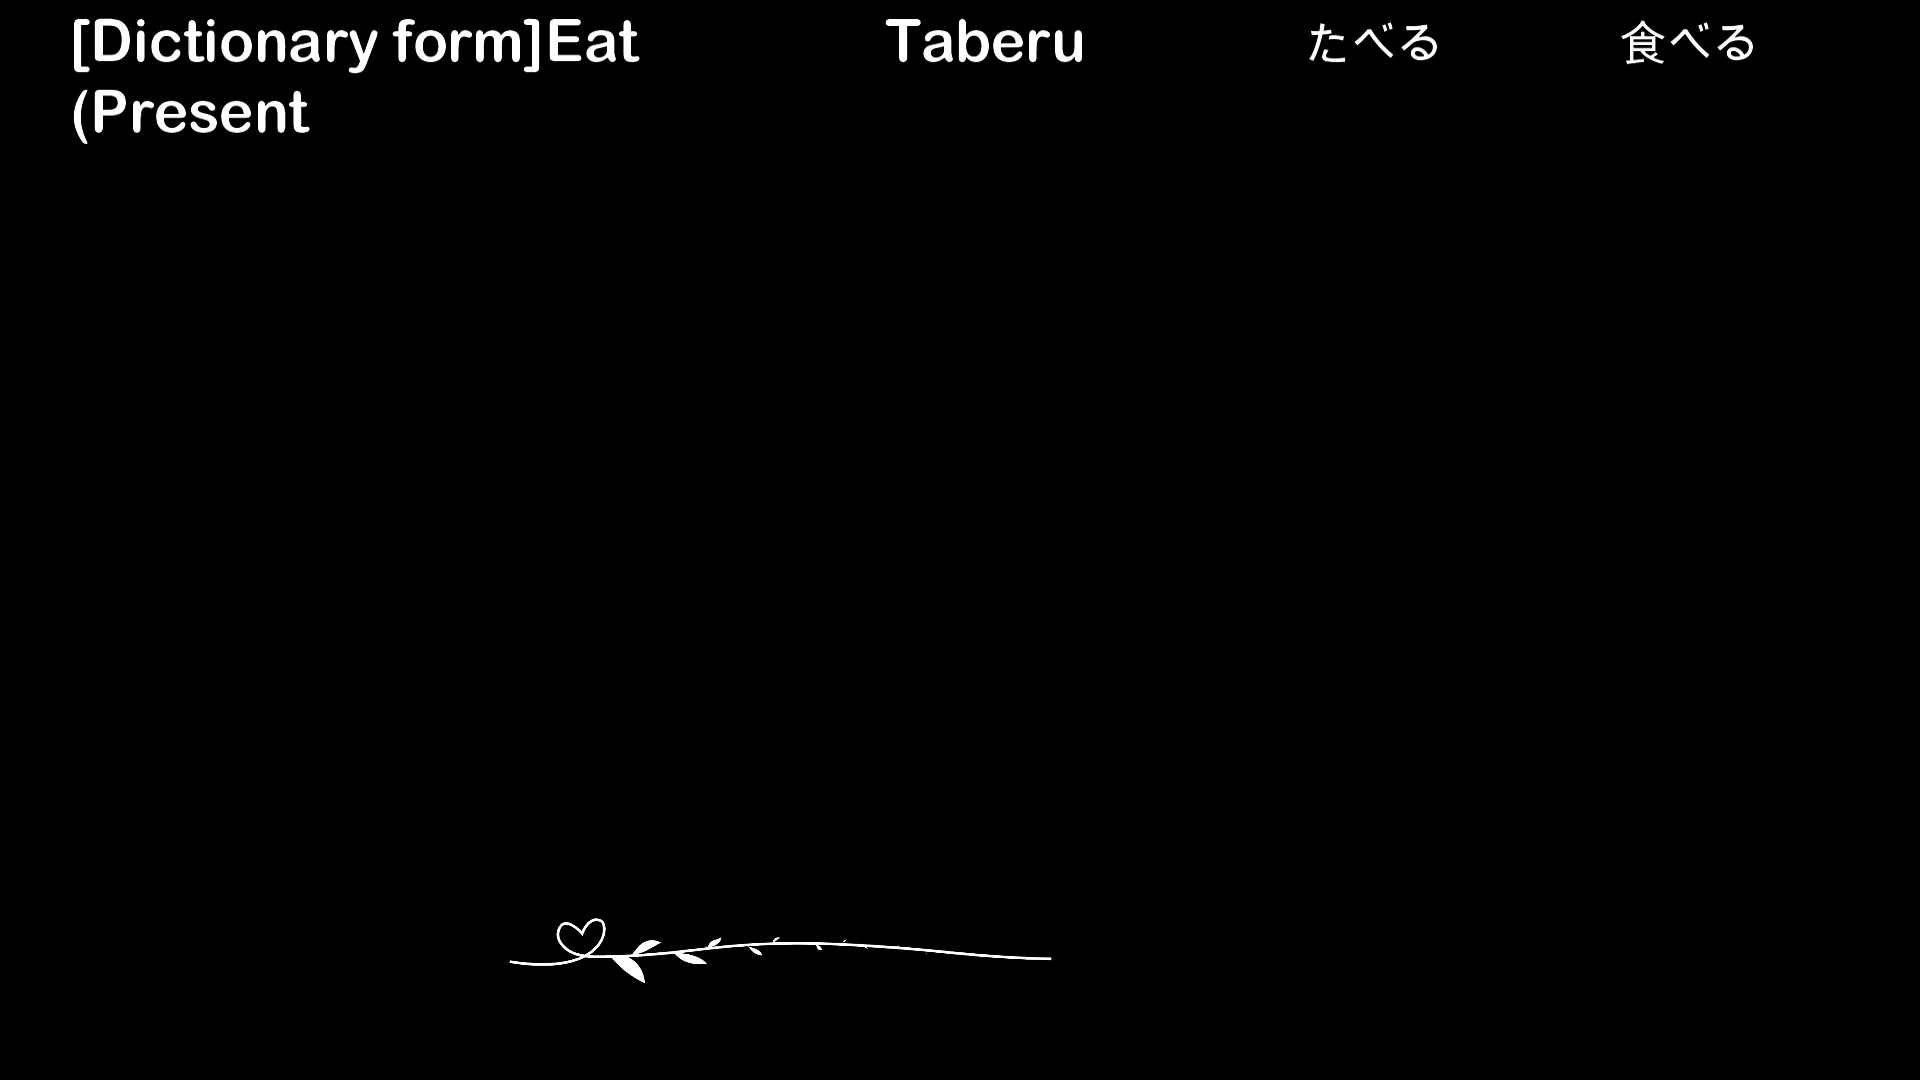 [Dictionary form]Eat Taberu たべる 食べる
(Present